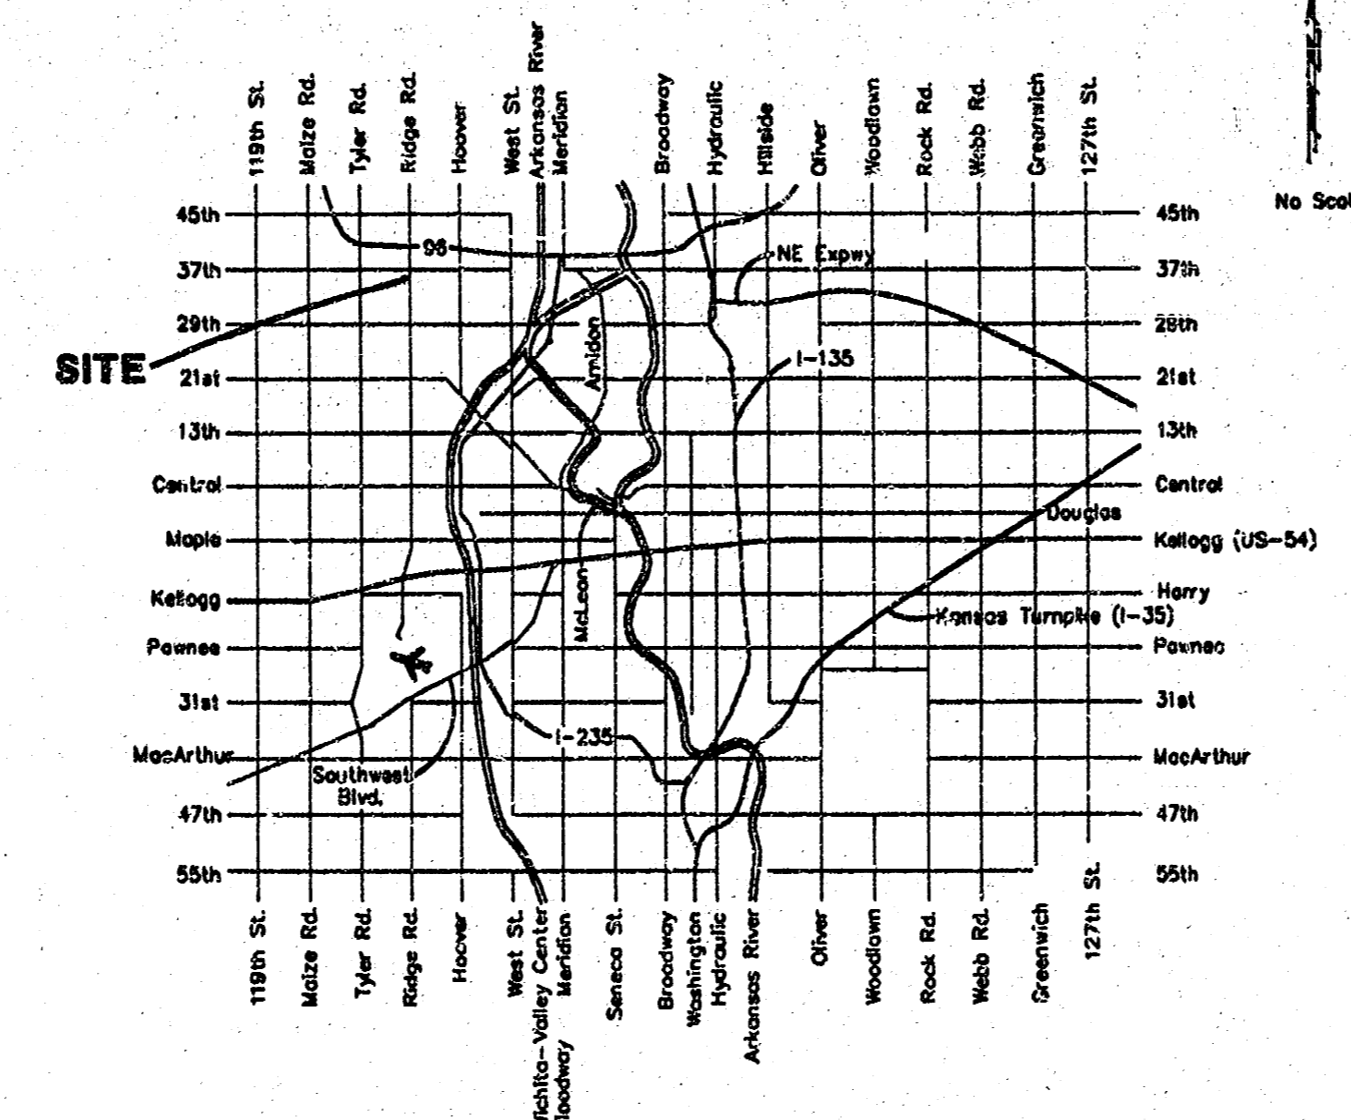 119th St.
Maize Rd.
Tyler Rd.
Ridge Rd.
Hoover
West St.
Arkansas River
Meridian
Broadway
Hydraulic
Hillside
Oliver
Woodlawn
Rock Rd.
Webb Rd.
Greenwich
127th St.
No Scal
45th
45th
96
NE Expwy
37th
37th
29th
29th
Amidon
I-135
SITE
21st
21st
13th
13th
Central
Central
Douglas
Maple
Kellogg (US-54)
Kellogg
Harry
McLean
Kansas Turnpike (I-35)
Pawnee
Pawnee
31st
31st
I-235
MacArthur
MacArthur
Southwest
Blvd.
47th
47th
55th
55th
119th St.
Maize Rd.
Tyler Rd.
Ridge Rd.
Hoover
West St.
Wichita-Valley Center
Floodway
Meridian
Seneca St.
Broadway
Washington
Hydraulic
Arkansas River
Oliver
Woodlawn
Rock Rd.
Webb Rd.
Greenwich
127th St.